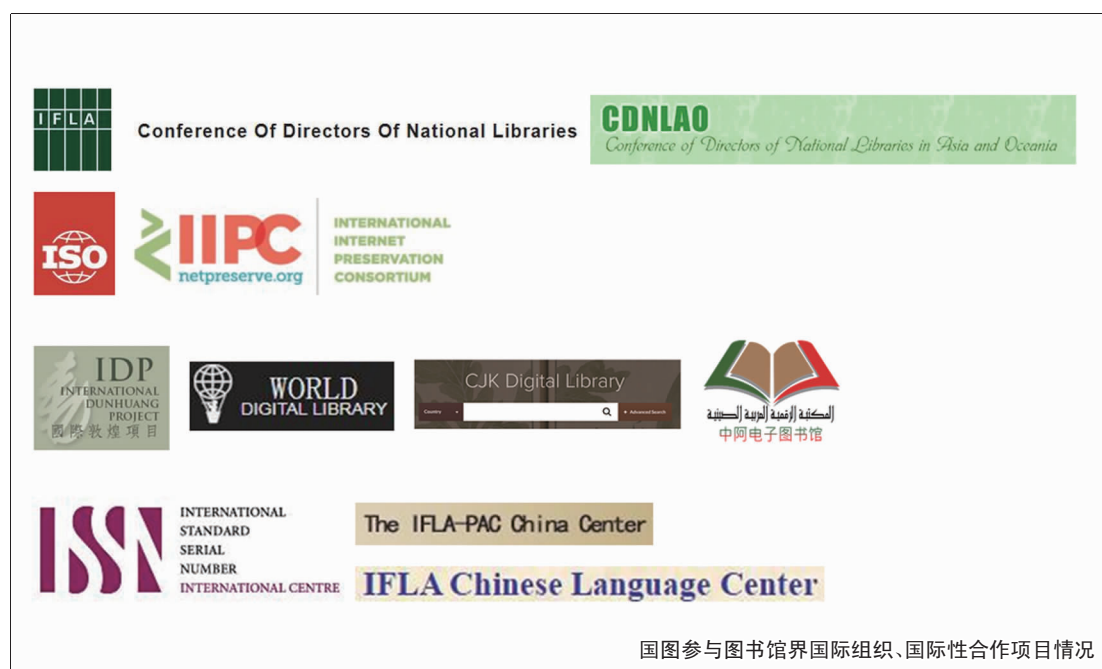 IFLA
Conference Of Directors Of National Libraries
CDNLAO
Conference of Directors of National Libraries in Asia and Oceania
ISO
IIPC
netpreserve.org
INTERNATIONAL
INTERNET
PRESERVATION
CONSORTIUM
IDP
INTERNATIONAL
DUNHUANG
PROJECT
國際敦煌項目
WORLD
DIGITAL LIBRARY
CJK Digital Library
Country
Advanced Search
المكتبة الرقمية العربية الصينية
中阿电子图书馆
ISSN
INTERNATIONAL
STANDARD
SERIAL
NUMBER
INTERNATIONAL CENTRE
The IFLA-PAC China Center
IFLA Chinese Language Center
国图参与图书馆界国际组织、国际性合作项目情况